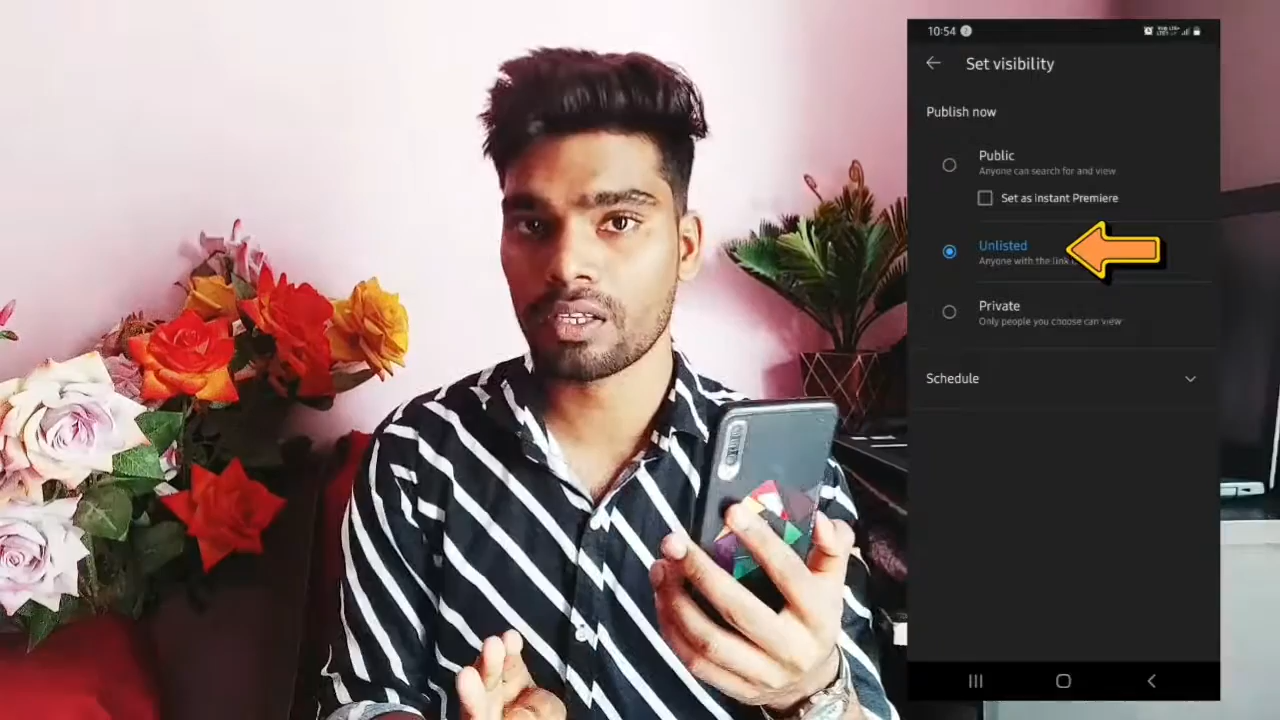 10:54
Set visibility
Publish now
Public
Anyone can search for and view
Set as Instant Premiere
Unlisted
Anyone with the link
Private
Only people you choose can view
Schedule